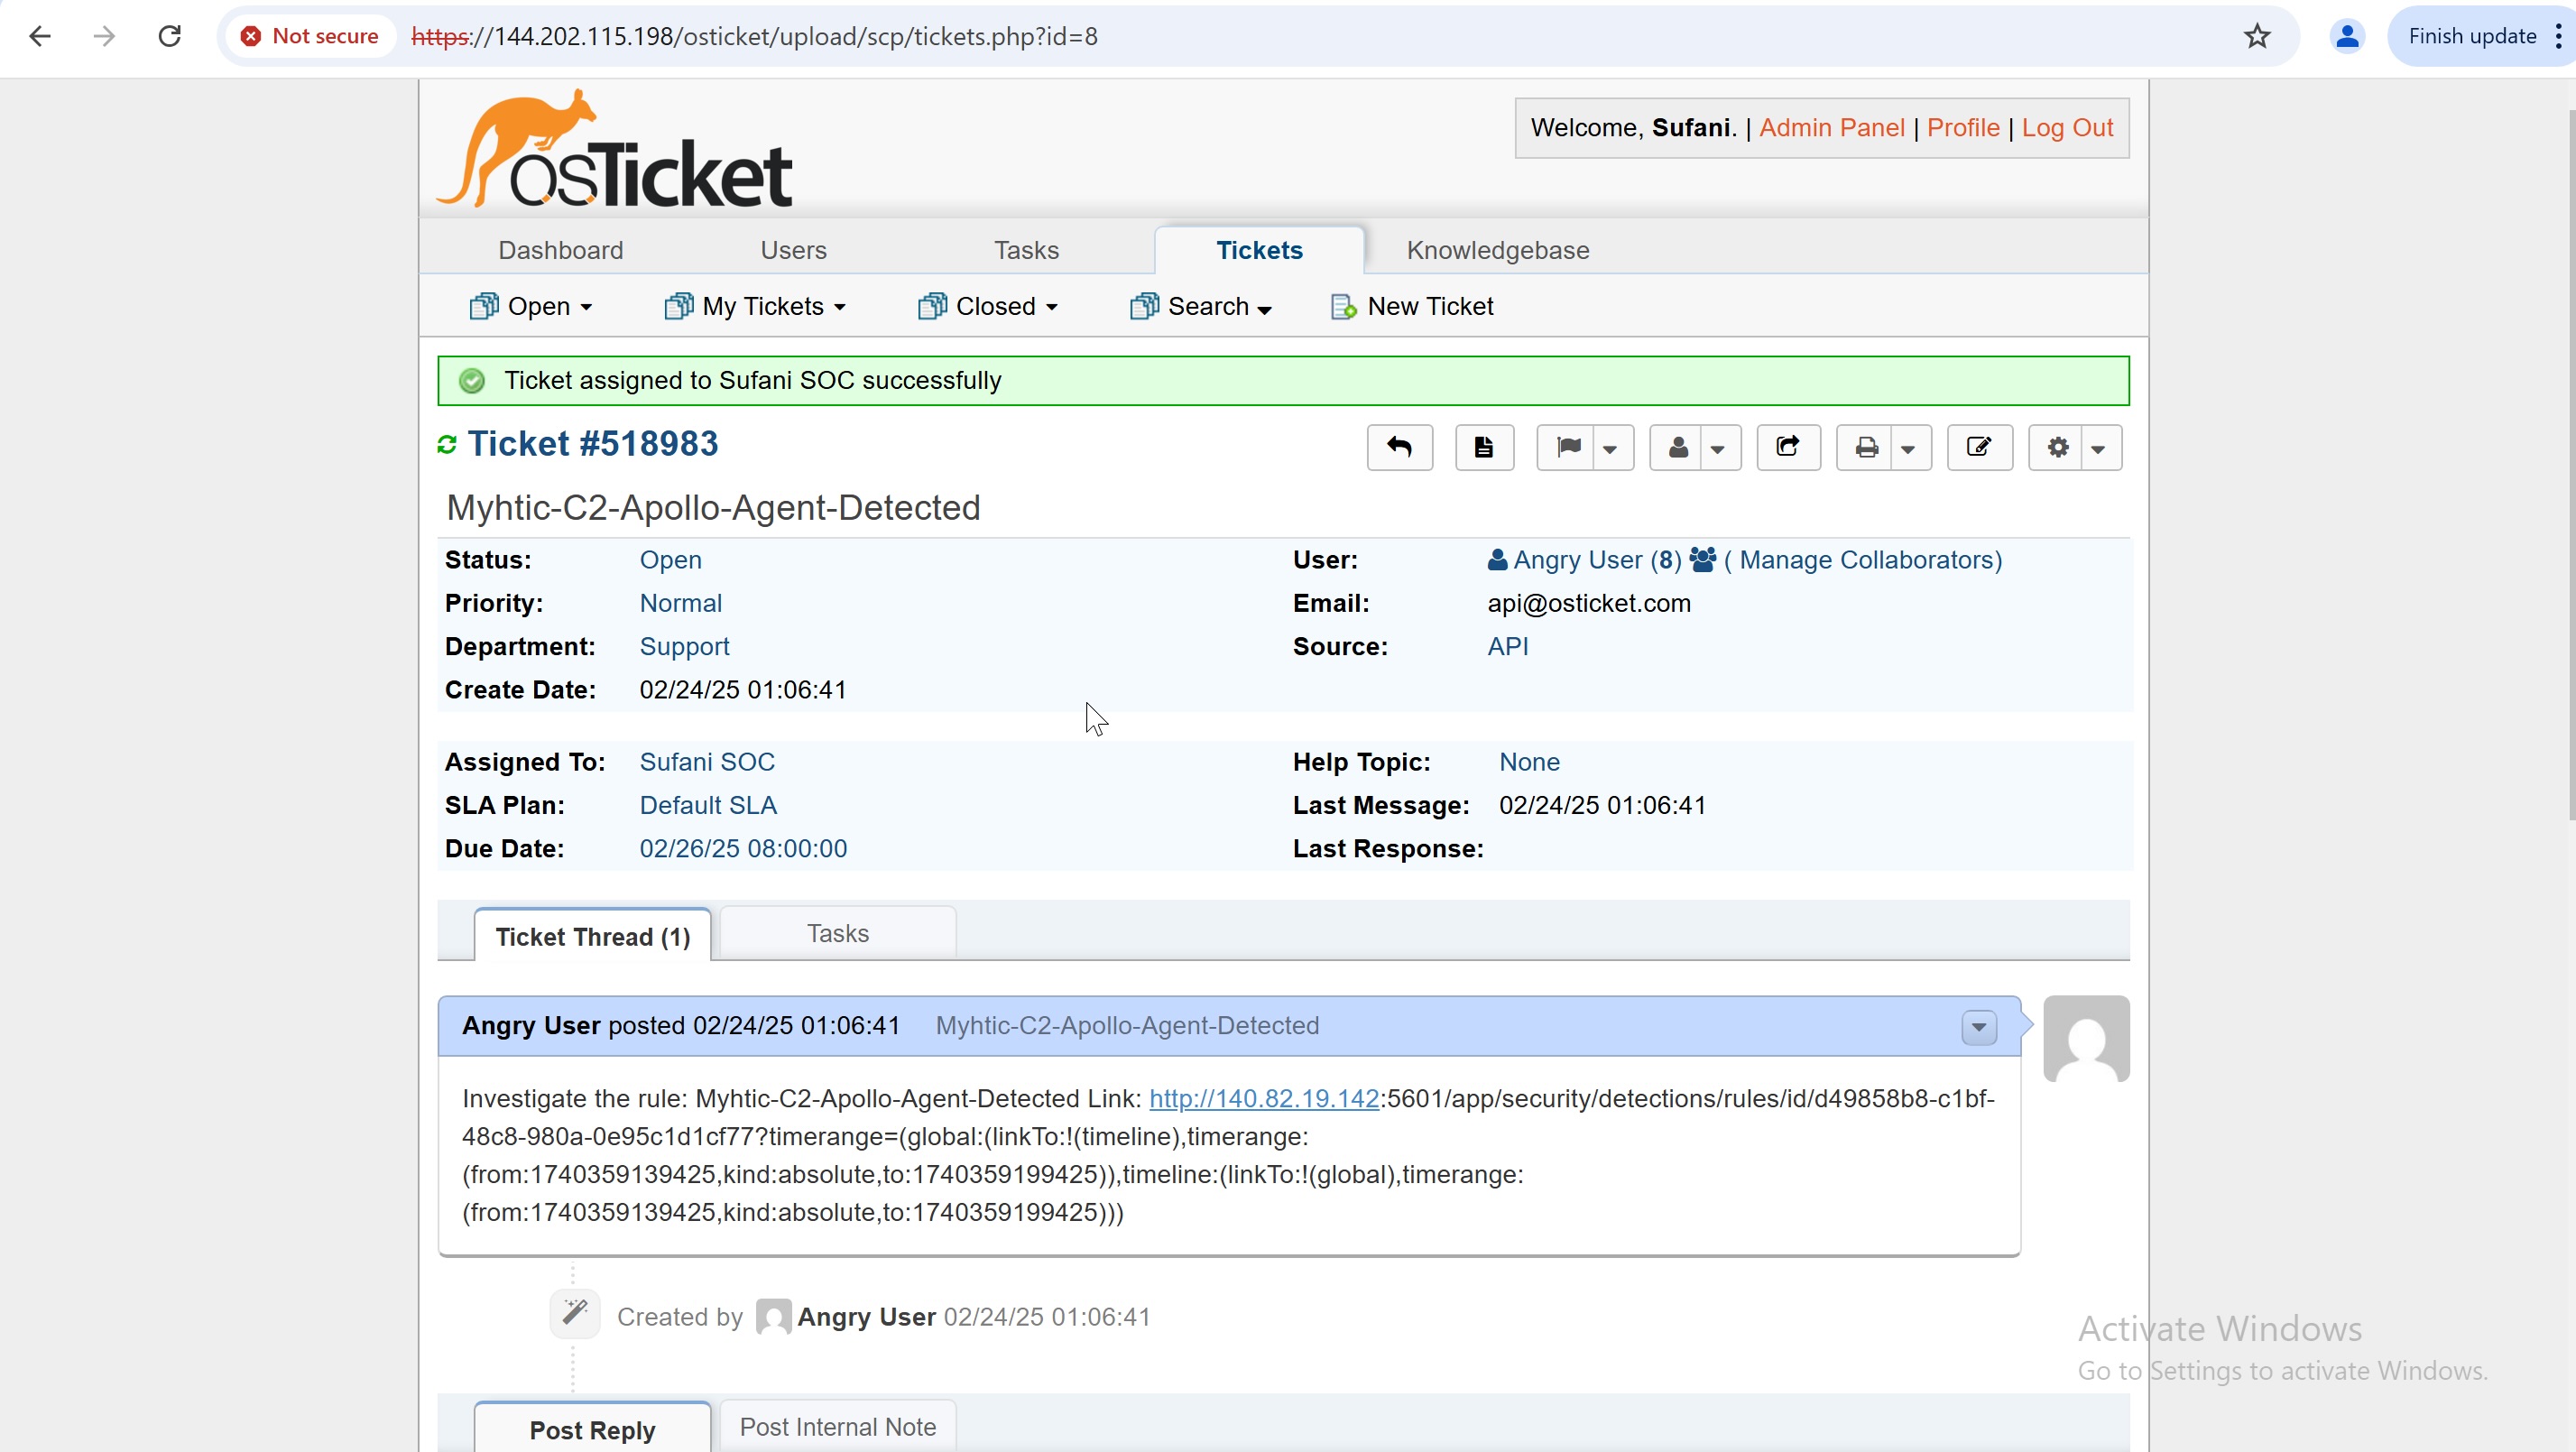 Not secure https://144.202.115.198/osticket/upload/scp/tickets.php?id=8 Finish update
osTicket
Welcome, Sufani. | Admin Panel | Profile | Log Out
Dashboard Users Tasks Tickets Knowledgebase
Open My Tickets Closed Search New Ticket
Ticket assigned to Sufani SOC successfully
Ticket #518983
Myhtic-C2-Apollo-Agent-Detected
Status: Open User: Angry User (8) ( Manage Collaborators)
Priority: Normal Email: api@osticket.com
Department: Support Source: API
Create Date: 02/24/25 01:06:41
Assigned To: Sufani SOC Help Topic: None
SLA Plan: Default SLA Last Message: 02/24/25 01:06:41
Due Date: 02/26/25 08:00:00 Last Response:
Ticket Thread (1) Tasks
Angry User posted 02/24/25 01:06:41 Myhtic-C2-Apollo-Agent-Detected
Investigate the rule: Myhtic-C2-Apollo-Agent-Detected Link: http://140.82.19.142:5601/app/security/detections/rules/id/d49858b8-c1bf-
48c8-980a-0e95c1d1cf77?timerange=(global:(linkTo:!(timeline),timerange:
(from:1740359139425,kind:absolute,to:1740359199425)),timeline:(linkTo:!(global),timerange:
(from:1740359139425,kind:absolute,to:1740359199425)))
Created by Angry User 02/24/25 01:06:41
Activate Windows
Go to Settings to activate Windows.
Post Reply Post Internal Note